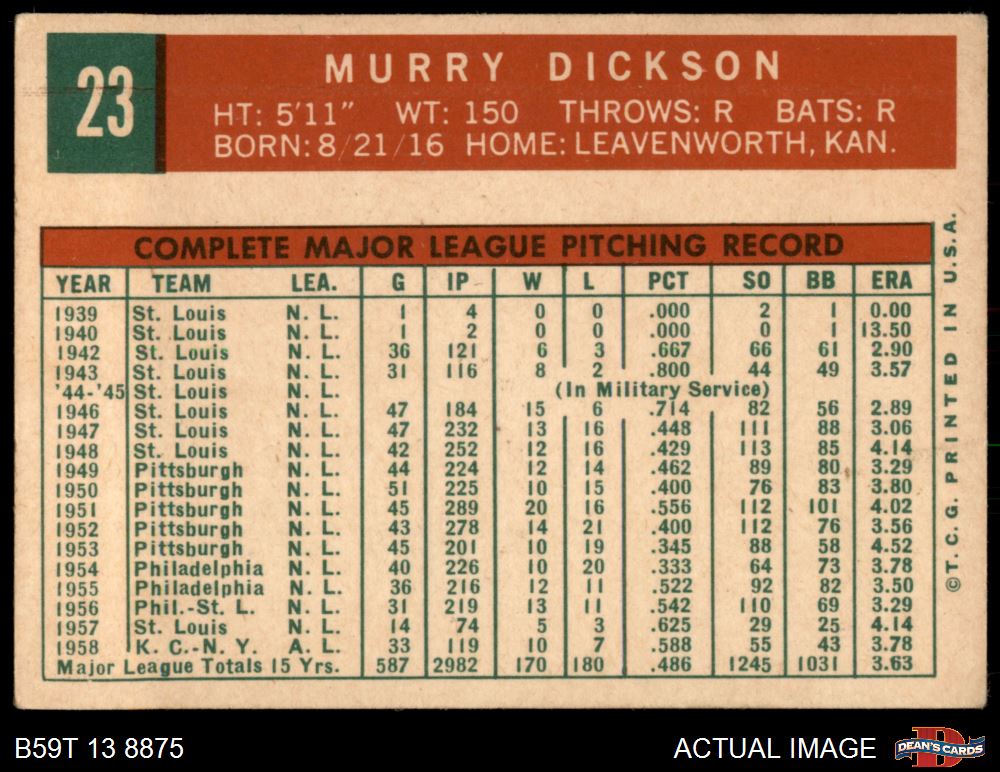 23
MURRY DICKSON
HT: 5'11" WT: 150 THROWS: R BATS: R
BORN: 8/21/16 HOME: LEAVENWORTH, KAN.
COMPLETE MAJOR LEAGUE PITCHING RECORD
YEAR TEAM LEA. G IP W L PCT SO BB ERA
1939 St. Louis N. L. 1 4 0 0 .000 2 1 0.00
1940 St. Louis N. L. 1 2 0 0 .000 0 1 13.50
1942 St. Louis N. L. 36 121 6 3 .667 66 61 2.90
1943 St. Louis N. L. 31 116 8 2 .800 44 49 3.57
'44-'45 St. Louis N. L. (In Military Service)
1946 St. Louis N. L. 47 184 15 6 .714 82 56 2.89
1947 St. Louis N. L. 47 232 13 16 .448 111 88 3.06
1948 St. Louis N. L. 42 252 12 16 .429 113 85 4.14
1949 Pittsburgh N. L. 44 224 12 14 .462 89 80 3.29
1950 Pittsburgh N. L. 51 225 10 15 .400 76 83 3.80
1951 Pittsburgh N. L. 45 289 20 16 .556 112 101 4.02
1952 Pittsburgh N. L. 43 278 14 21 .400 112 76 3.56
1953 Pittsburgh N. L. 45 201 10 19 .345 88 58 4.52
1954 Philadelphia N. L. 40 226 10 20 .333 64 73 3.78
1955 Philadelphia N. L. 36 216 12 11 .522 92 82 3.50
1956 Phil.-St. L. N. L. 31 219 13 11 .542 110 69 3.29
1957 St. Louis N. L. 14 74 5 3 .625 29 25 4.14
1958 K. C.-N. Y. A. L. 33 119 10 7 .588 55 43 3.78
Major League Totals 15 Yrs. 587 2982 170 180 .486 1245 1031 3.63
©T. C. G. PRINTED IN U.S.A.
B59T 13 8875
ACTUAL IMAGE
DEAN'S CARDS